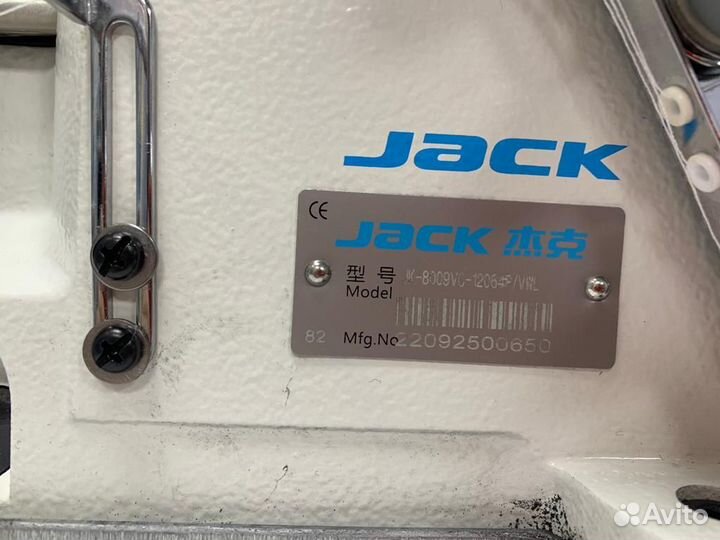 JACK
CE
JACK 杰克
型号 JK-8009VC-12064P/VWL
Model
82 Mfg.No 22092500650
Avito